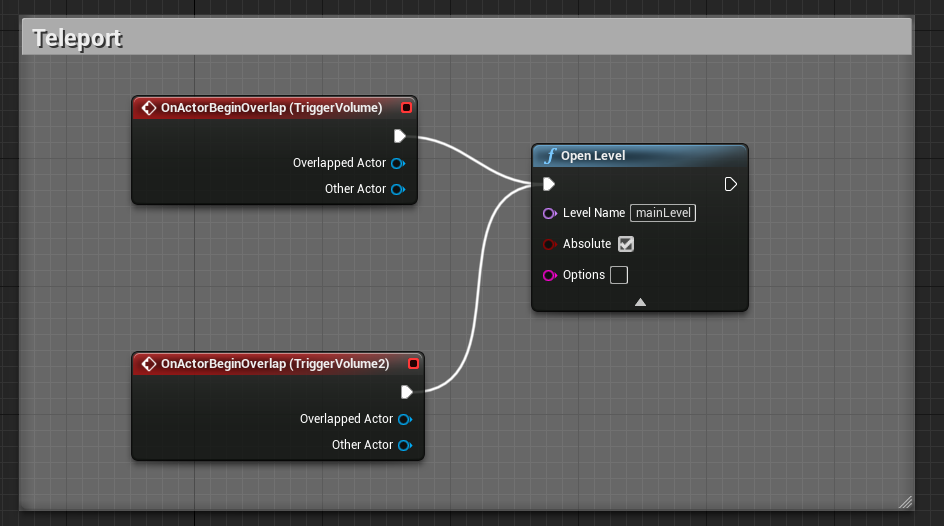 Teleport
OnActorBeginOverlap (TriggerVolume)
Overlapped Actor
Other Actor
f Open Level
Level Name mainLevel
Absolute
Options
OnActorBeginOverlap (TriggerVolume2)
Overlapped Actor
Other Actor